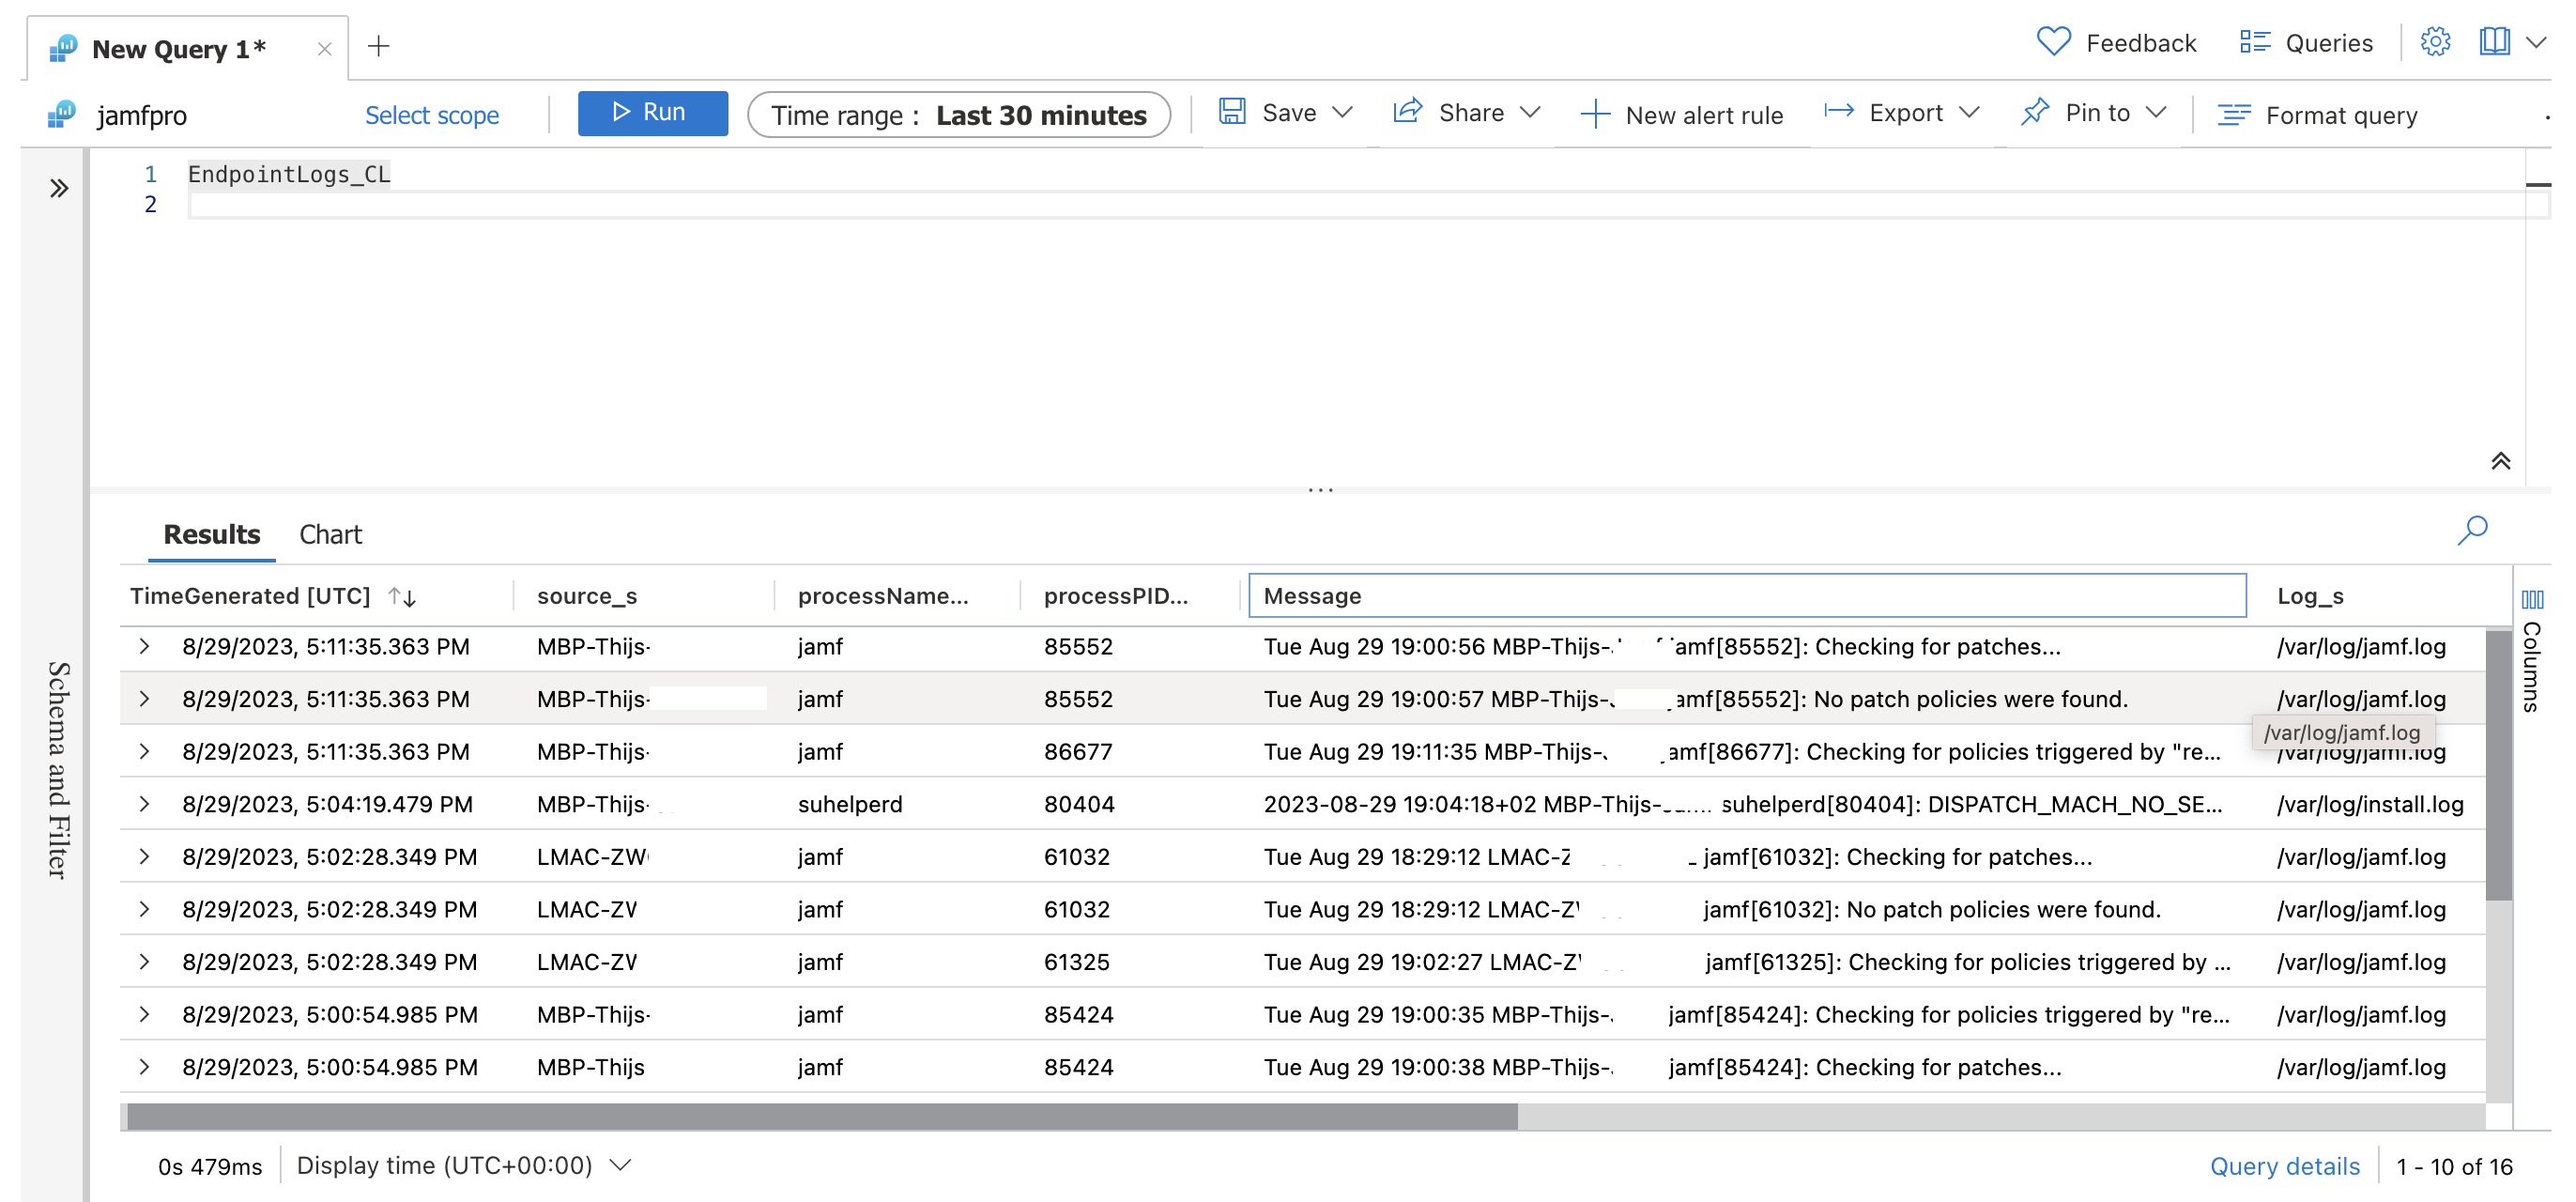 New Query 1*
Feedback Queries
jamfpro Select scope Run Time range : Last 30 minutes Save Share New alert rule Export Pin to Format query
1 EndpointLogs_CL
2
Schema and Filter
Results Chart
TimeGenerated [UTC] source_s processName... processPID... Message Log_s
Columns
8/29/2023, 5:11:35.363 PM MBP-Thijs- jamf 85552 Tue Aug 29 19:00:56 MBP-Thijs- jamf[85552]: Checking for patches... /var/log/jamf.log
8/29/2023, 5:11:35.363 PM MBP-Thijs- jamf 85552 Tue Aug 29 19:00:57 MBP-Thijs- jamf[85552]: No patch policies were found. /var/log/jamf.log
/var/log/jamf.log
8/29/2023, 5:11:35.363 PM MBP-Thijs- jamf 86677 Tue Aug 29 19:11:35 MBP-Thijs- jamf[86677]: Checking for policies triggered by "re... /var/log/jamf.log
8/29/2023, 5:04:19.479 PM MBP-Thijs- suhelperd 80404 2023-08-29 19:04:18+02 MBP-Thijs- suhelperd[80404]: DISPATCH_MACH_NO_SE... /var/log/install.log
8/29/2023, 5:02:28.349 PM LMAC-ZW jamf 61032 Tue Aug 29 18:29:12 LMAC-Z jamf[61032]: Checking for patches... /var/log/jamf.log
8/29/2023, 5:02:28.349 PM LMAC-ZW jamf 61032 Tue Aug 29 18:29:12 LMAC-Z jamf[61032]: No patch policies were found. /var/log/jamf.log
8/29/2023, 5:02:28.349 PM LMAC-ZW jamf 61325 Tue Aug 29 19:02:27 LMAC-Z jamf[61325]: Checking for policies triggered by ... /var/log/jamf.log
8/29/2023, 5:00:54.985 PM MBP-Thijs- jamf 85424 Tue Aug 29 19:00:35 MBP-Thijs- jamf[85424]: Checking for policies triggered by "re... /var/log/jamf.log
8/29/2023, 5:00:54.985 PM MBP-Thijs jamf 85424 Tue Aug 29 19:00:38 MBP-Thijs- jamf[85424]: Checking for patches... /var/log/jamf.log
0s 479ms Display time (UTC+00:00) Query details 1 - 10 of 16